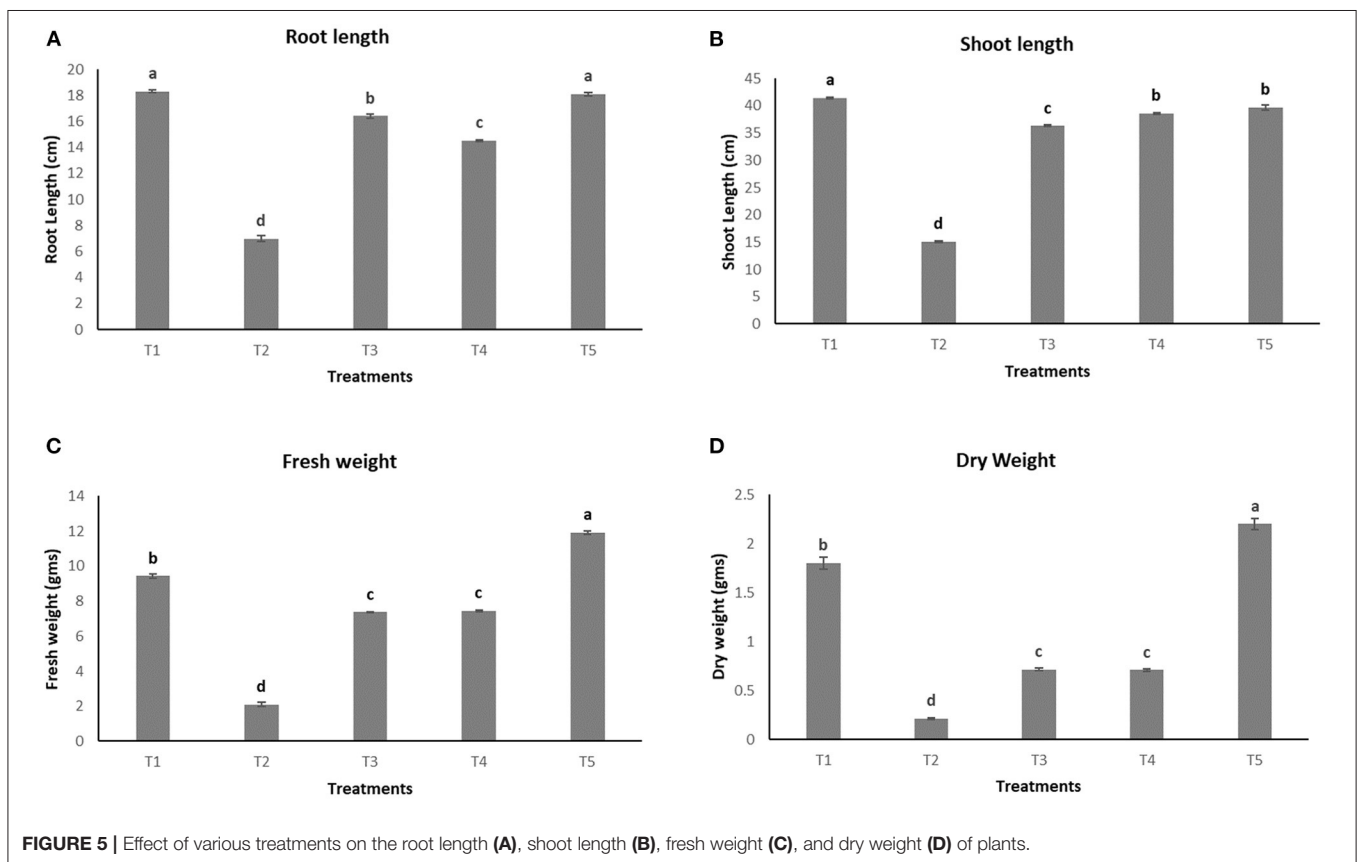 A
Root length
Root Length (cm)
20
18
16
14
12
10
8
6
4
2
0
a
d
b
c
a
T1 T2 T3 T4 T5
Treatments
B
Shoot length
Shoot Length (cm)
45
40
35
30
25
20
15
10
5
0
a
d
c
b
b
T1 T2 T3 T4 T5
Treatments
C
Fresh weight
Fresh weight (gms)
14
12
10
8
6
4
2
0
b
d
c
c
a
T1 T2 T3 T4 T5
Treatments
D
Dry Weight
Dry weight (gms)
2.5
2
1.5
1
0.5
0
b
d
c
c
a
T1 T2 T3 T4 T5
Treatments
FIGURE 5 | Effect of various treatments on the root length (A), shoot length (B), fresh weight (C), and dry weight (D) of plants.